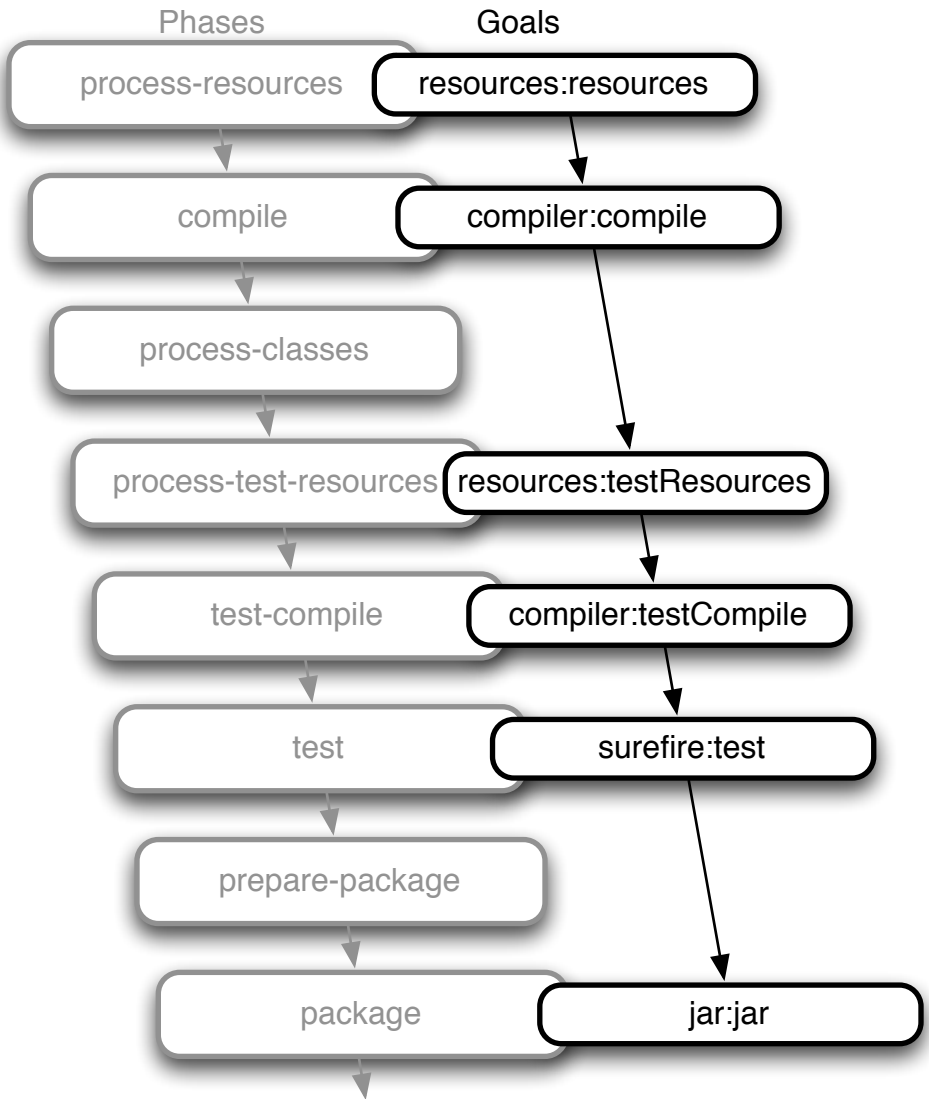 Phases Goals
process-resources resources:resources
compile compiler:compile
process-classes
process-test-resources resources:testResources
test-compile compiler:testCompile
test surefire:test
prepare-package
package jar:jar